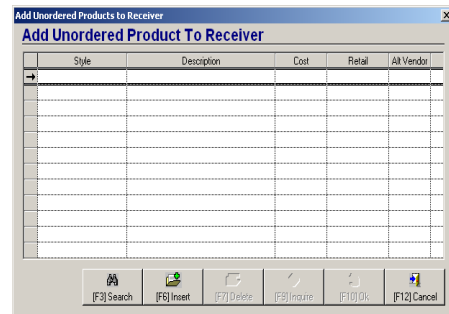 Add Unordered Products to Receiver
Add Unordered Product To Receiver
Style Description Cost Retail Alt Vendor
[F3] Search [F6] Insert [F7] Delete [F9] Inquire [F10] Ok [F12] Cancel